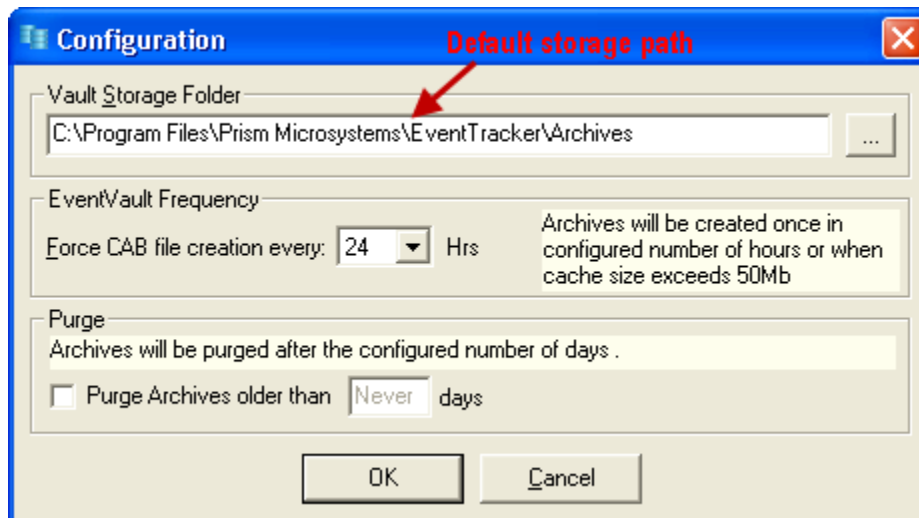 Configuration
Default storage path
Vault Storage Folder
C:\Program Files\Prism Microsystems\EventTracker\Archives
...
EventVault Frequency
Force CAB file creation every: 24 Hrs
Archives will be created once in
configured number of hours or when
cache size exceeds 50Mb
Purge
Archives will be purged after the configured number of days .
Purge Archives older than Never days
OK
Cancel